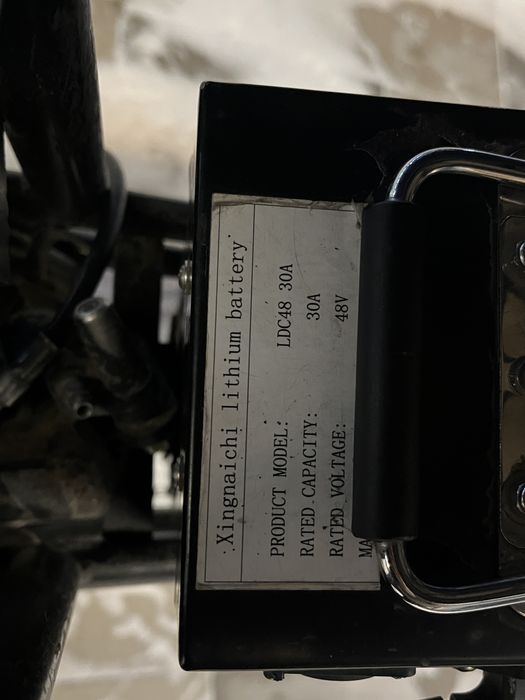 Xingnaichi lithium battery
PRODUCT MODEL: LDC48 30A
RATED CAPACITY: 30A
RATED VOLTAGE: 48V